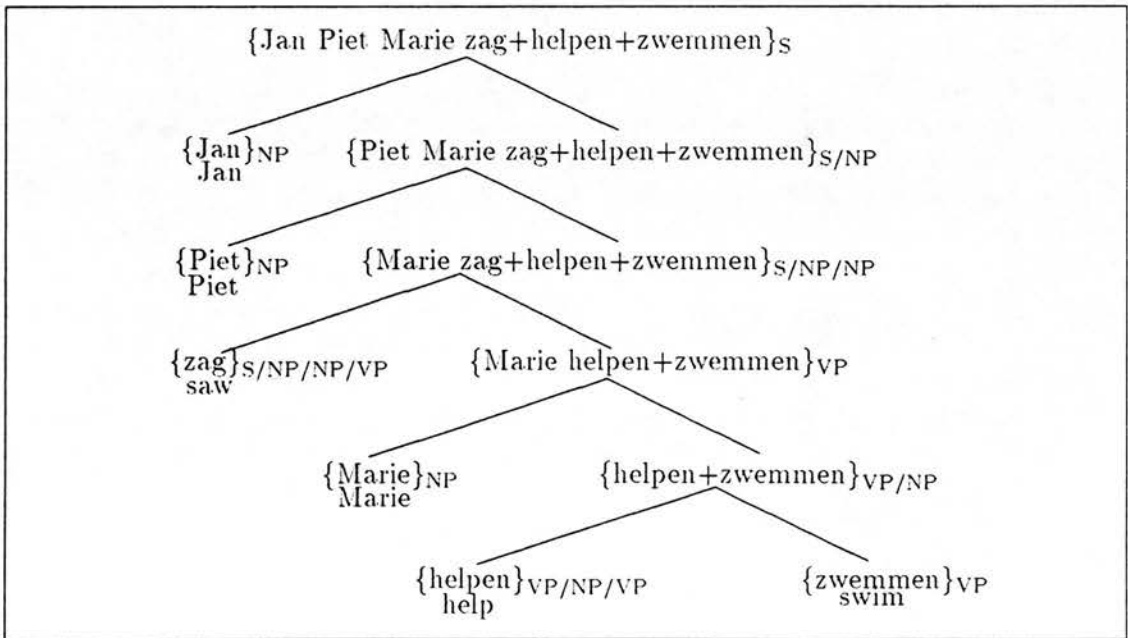 {Jan Piet Marie zag+helpen+zwemmen}S
{Jan}NP {Piet Marie zag+helpen+zwemmen}S/NP
Jan
{Piet}NP {Marie zag+helpen+zwemmen}S/NP/NP
Piet
{zag}S/NP/NP/VP {Marie helpen+zwemmen}VP
saw
{Marie}NP {helpen+zwemmen}VP/NP
Marie
{helpen}VP/NP/VP {zwemmen}VP
help swim